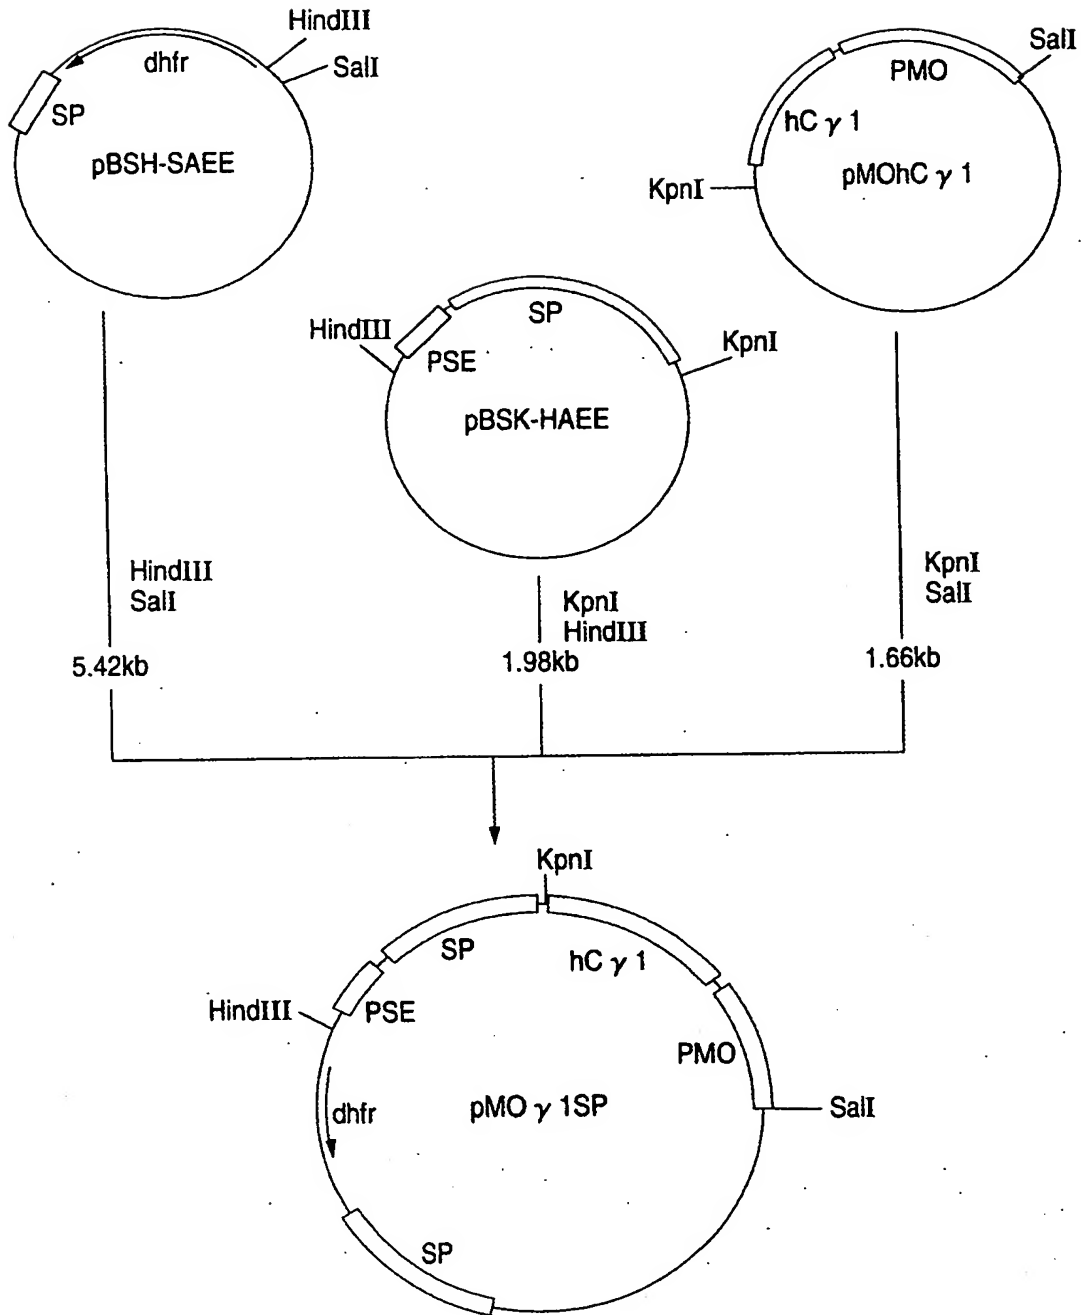 HindIII
SalI
dhfr
SP
pBSH-SAEE
SalI
PMO
hC γ 1
KpnI
pMOhC γ 1
HindIII
SP
PSE
KpnI
pBSK-HAEE
HindIII
SalI
5.42kb
KpnI
HindIII
1.98kb
KpnI
SalI
1.66kb
KpnI
SP
hC γ 1
HindIII
PSE
PMO
dhfr
pMO γ 1SP
SalI
SP